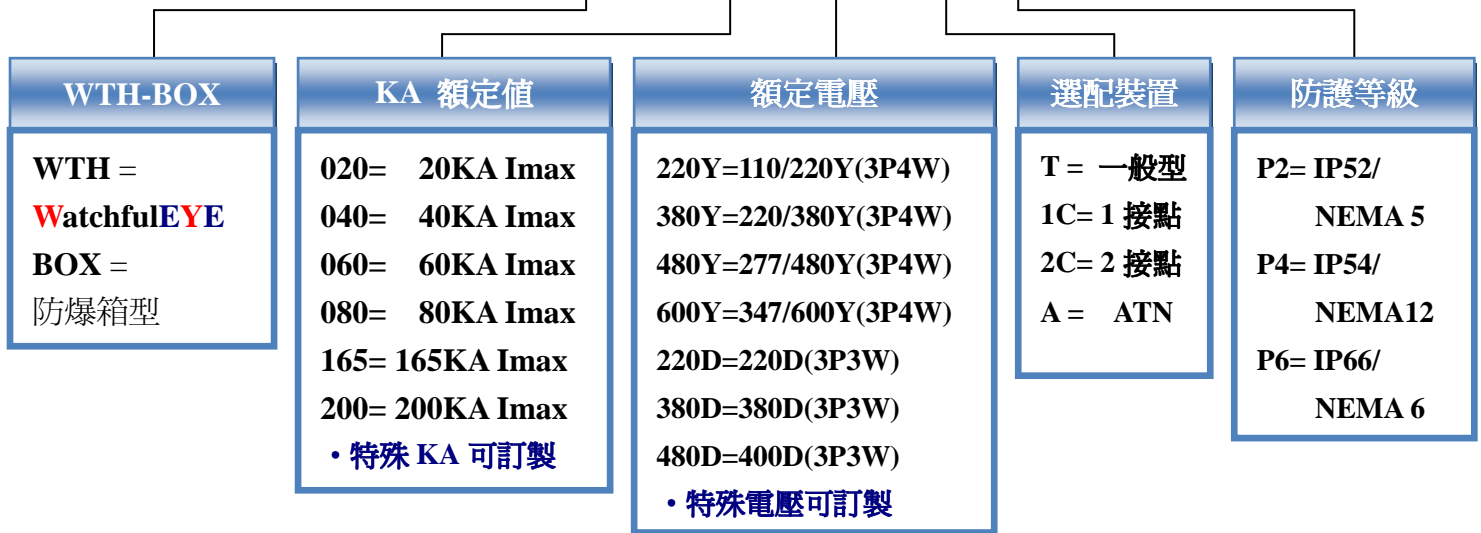 WTH-BOX
WTH =
WatchfulEYE
BOX =
防爆箱型
KA 額定值
020= 20KA Imax
040= 40KA Imax
060= 60KA Imax
080= 80KA Imax
165= 165KA Imax
200= 200KA Imax
・特殊 KA 可訂製
額定電壓
220Y=110/220Y(3P4W)
380Y=220/380Y(3P4W)
480Y=277/480Y(3P4W)
600Y=347/600Y(3P4W)
220D=220D(3P3W)
380D=380D(3P3W)
480D=400D(3P3W)
・特殊電壓可訂製
選配裝置
T = 一般型
1C= 1 接點
2C= 2 接點
A = ATN
防護等級
P2= IP52/
NEMA 5
P4= IP54/
NEMA12
P6= IP66/
NEMA 6